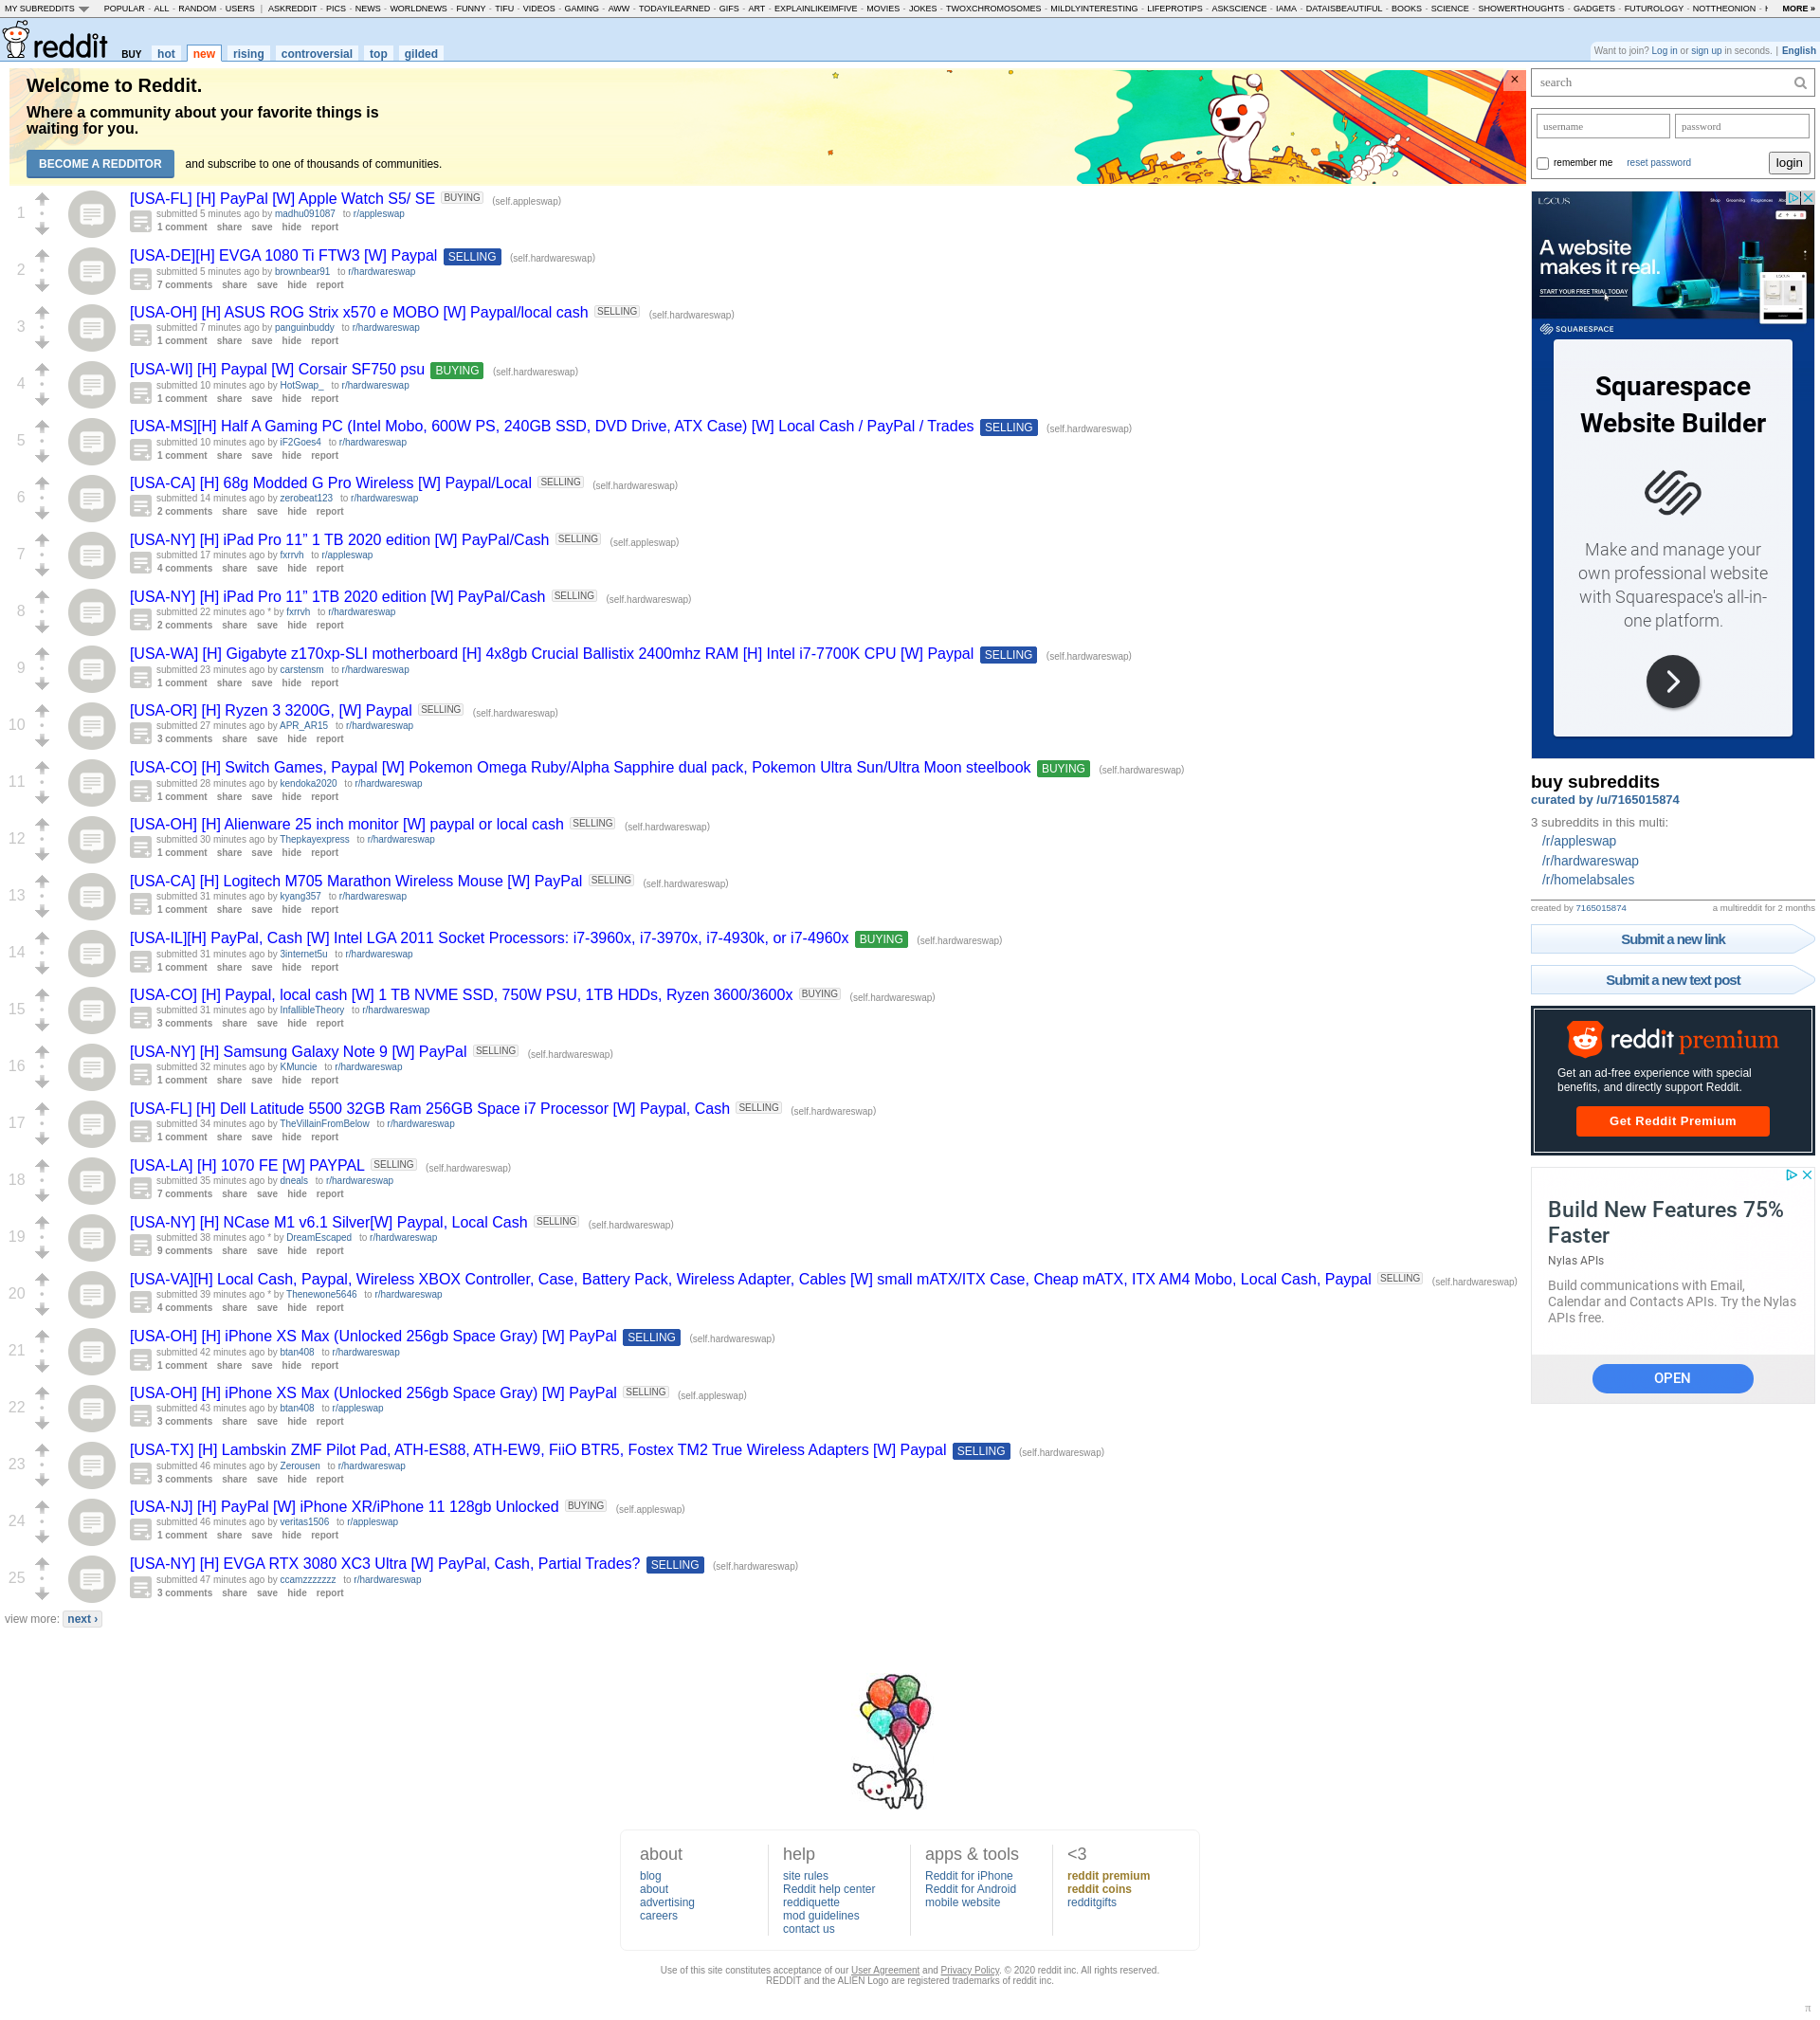 MY SUBREDDITS POPULAR - ALL - RANDOM - USERS | ASKREDDIT - PICS - NEWS - WORLDNEWS - FUNNY - TIFU - VIDEOS - GAMING - AWW - TODAYILEARNED - GIFS - ART - EXPLAINLIKEIMFIVE - MOVIES - JOKES - TWOXCHROMOSOMES - MILDLYINTERESTING - LIFEPROTIPS - ASKSCIENCE - IAMA - DATAISBEAUTIFUL - BOOKS - SCIENCE - SHOWERTHOUGHTS - GADGETS - FUTUROLOGY - NOTTHEONION - MORE »
reddit BUY hot new rising controversial top gilded
Want to join? Log in or sign up in seconds. | English
Welcome to Reddit.
Where a community about your favorite things is
waiting for you.
BECOME A REDDITOR and subscribe to one of thousands of communities.
×
1
[USA-FL] [H] PayPal [W] Apple Watch S5/ SE BUYING (self.appleswap)
submitted 5 minutes ago by madhu091087 to r/appleswap
1 comment share save hide report
2
[USA-DE][H] EVGA 1080 Ti FTW3 [W] Paypal SELLING (self.hardwareswap)
submitted 5 minutes ago by brownbear91 to r/hardwareswap
7 comments share save hide report
3
[USA-OH] [H] ASUS ROG Strix x570 e MOBO [W] Paypal/local cash SELLING (self.hardwareswap)
submitted 7 minutes ago by panguinbuddy to r/hardwareswap
1 comment share save hide report
4
[USA-WI] [H] Paypal [W] Corsair SF750 psu BUYING (self.hardwareswap)
submitted 10 minutes ago by HotSwap_ to r/hardwareswap
1 comment share save hide report
5
[USA-MS][H] Half A Gaming PC (Intel Mobo, 600W PS, 240GB SSD, DVD Drive, ATX Case) [W] Local Cash / PayPal / Trades SELLING (self.hardwareswap)
submitted 10 minutes ago by iF2Goes4 to r/hardwareswap
1 comment share save hide report
6
[USA-CA] [H] 68g Modded G Pro Wireless [W] Paypal/Local SELLING (self.hardwareswap)
submitted 14 minutes ago by zerobeat123 to r/hardwareswap
2 comments share save hide report
7
[USA-NY] [H] iPad Pro 11” 1 TB 2020 edition [W] PayPal/Cash SELLING (self.appleswap)
submitted 17 minutes ago by fxrrvh to r/appleswap
4 comments share save hide report
8
[USA-NY] [H] iPad Pro 11” 1TB 2020 edition [W] PayPal/Cash SELLING (self.hardwareswap)
submitted 22 minutes ago * by fxrrvh to r/hardwareswap
2 comments share save hide report
9
[USA-WA] [H] Gigabyte z170xp-SLI motherboard [H] 4x8gb Crucial Ballistix 2400mhz RAM [H] Intel i7-7700K CPU [W] Paypal SELLING (self.hardwareswap)
submitted 23 minutes ago by carstensm to r/hardwareswap
1 comment share save hide report
10
[USA-OR] [H] Ryzen 3 3200G, [W] Paypal SELLING (self.hardwareswap)
submitted 27 minutes ago by APR_AR15 to r/hardwareswap
3 comments share save hide report
11
[USA-CO] [H] Switch Games, Paypal [W] Pokemon Omega Ruby/Alpha Sapphire dual pack, Pokemon Ultra Sun/Ultra Moon steelbook BUYING (self.hardwareswap)
submitted 28 minutes ago by kendoka2020 to r/hardwareswap
1 comment share save hide report
12
[USA-OH] [H] Alienware 25 inch monitor [W] paypal or local cash SELLING (self.hardwareswap)
submitted 30 minutes ago by Thepkayexpress to r/hardwareswap
1 comment share save hide report
13
[USA-CA] [H] Logitech M705 Marathon Wireless Mouse [W] PayPal SELLING (self.hardwareswap)
submitted 31 minutes ago by kyang357 to r/hardwareswap
1 comment share save hide report
14
[USA-IL][H] PayPal, Cash [W] Intel LGA 2011 Socket Processors: i7-3960x, i7-3970x, i7-4930k, or i7-4960x BUYING (self.hardwareswap)
submitted 31 minutes ago by 3internet5u to r/hardwareswap
1 comment share save hide report
15
[USA-CO] [H] Paypal, local cash [W] 1 TB NVME SSD, 750W PSU, 1TB HDDs, Ryzen 3600/3600x BUYING (self.hardwareswap)
submitted 31 minutes ago by InfallibleTheory to r/hardwareswap
3 comments share save hide report
16
[USA-NY] [H] Samsung Galaxy Note 9 [W] PayPal SELLING (self.hardwareswap)
submitted 32 minutes ago by KMuncie to r/hardwareswap
1 comment share save hide report
17
[USA-FL] [H] Dell Latitude 5500 32GB Ram 256GB Space i7 Processor [W] Paypal, Cash SELLING (self.hardwareswap)
submitted 34 minutes ago by TheVillainFromBelow to r/hardwareswap
1 comment share save hide report
18
[USA-LA] [H] 1070 FE [W] PAYPAL SELLING (self.hardwareswap)
submitted 35 minutes ago by dneals to r/hardwareswap
7 comments share save hide report
19
[USA-NY] [H] NCase M1 v6.1 Silver[W] Paypal, Local Cash SELLING (self.hardwareswap)
submitted 38 minutes ago * by DreamEscaped to r/hardwareswap
9 comments share save hide report
20
[USA-VA][H] Local Cash, Paypal, Wireless XBOX Controller, Case, Battery Pack, Wireless Adapter, Cables [W] small mATX/ITX Case, Cheap mATX, ITX AM4 Mobo, Local Cash, Paypal SELLING (self.hardwareswap)
submitted 39 minutes ago * by Thenewone5646 to r/hardwareswap
4 comments share save hide report
21
[USA-OH] [H] iPhone XS Max (Unlocked 256gb Space Gray) [W] PayPal SELLING (self.hardwareswap)
submitted 42 minutes ago by btan408 to r/hardwareswap
1 comment share save hide report
22
[USA-OH] [H] iPhone XS Max (Unlocked 256gb Space Gray) [W] PayPal SELLING (self.appleswap)
submitted 43 minutes ago by btan408 to r/appleswap
3 comments share save hide report
23
[USA-TX] [H] Lambskin ZMF Pilot Pad, ATH-ES88, ATH-EW9, FiiO BTR5, Fostex TM2 True Wireless Adapters [W] Paypal SELLING (self.hardwareswap)
submitted 46 minutes ago by Zerousen to r/hardwareswap
3 comments share save hide report
24
[USA-NJ] [H] PayPal [W] iPhone XR/iPhone 11 128gb Unlocked BUYING (self.appleswap)
submitted 46 minutes ago by veritas1506 to r/appleswap
1 comment share save hide report
25
[USA-NY] [H] EVGA RTX 3080 XC3 Ultra [W] PayPal, Cash, Partial Trades? SELLING (self.hardwareswap)
submitted 47 minutes ago by ccamzzzzzzz to r/hardwareswap
3 comments share save hide report
view more: next ›
search
username password
remember me reset password login
LOCUS Shop Grooming Fragrances
A website
makes it real.
START YOUR FREE TRIAL TODAY
SQUARESPACE
Squarespace
Website Builder
Make and manage your
own professional website
with Squarespace's all-in-
one platform.
buy subreddits
curated by /u/7165015874
3 subreddits in this multi:
/r/appleswap
/r/hardwareswap
/r/homelabsales
created by 7165015874 a multireddit for 2 months
Submit a new link
Submit a new text post
reddit premium
Get an ad-free experience with special
benefits, and directly support Reddit.
Get Reddit Premium
Build New Features 75%
Faster
Nylas APIs
Build communications with Email,
Calendar and Contacts APIs. Try the Nylas
APIs free.
OPEN
about
blog
about
advertising
careers
help
site rules
Reddit help center
reddiquette
mod guidelines
contact us
apps & tools
Reddit for iPhone
Reddit for Android
mobile website
<3
reddit premium
reddit coins
redditgifts
Use of this site constitutes acceptance of our User Agreement and Privacy Policy. © 2020 reddit inc. All rights reserved.
REDDIT and the ALIEN Logo are registered trademarks of reddit inc.
π